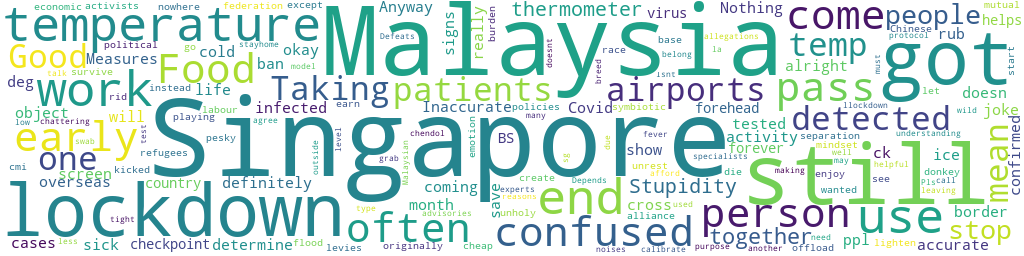 economic activists nowhere federation except
temperature
Malaysia
signs really burden
Anyway thermometer virus Nothing
come people mutual
Chinese helps
Good political Measures cold okay
Defeats doesnt race base allegations la
temp go protocol rub
stayhome Food ban talk survive model
breed belong isnt
alright must start
got
deg work rid instead life
Taking patients airports pass
let doesn
object low chattering will labour earn
infected Inaccurate policies Covid symbiotic forehead
detected llockdown wild joke
early test playing
Singapore
agree many emotion BS
tested activity separation understanding
pesky swab refugees outside level
chendol fever show due unrest
specialists forever mindset well ck ice
still
mean confirmed
one screen kicked
cmi overseas country definitely
Malaysian grab coming create sg
Stupidity die may helpful
making enjoy see donkey
experts Depends afford cross used
P1s call leaving
lockdown
often type month advisories save unholy reasons
end
alliance wanted border
less tight
confused
person use stop
cases sick checkpoint determine flood levies originally cheap
noises calibrate together purpose another need ppl offload lighten accurate